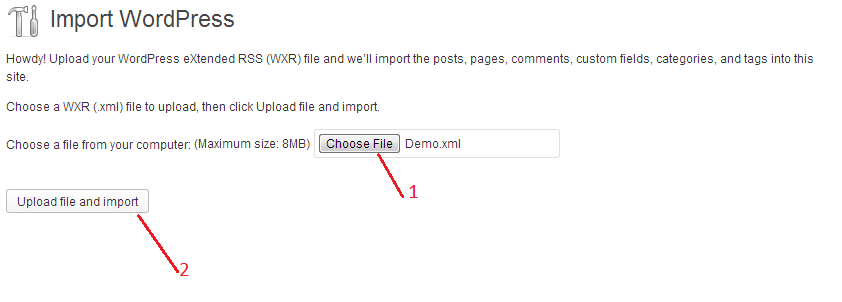 Import WordPress
Howdy! Upload your WordPress eXtended RSS (WXR) file and we'll import the posts, pages, comments, custom fields, categories, and tags into this
site.
Choose a WXR (.xml) file to upload, then click Upload file and import.
Choose a file from your computer: (Maximum size: 8MB) Choose File Demo.xml
1
Upload file and import
2